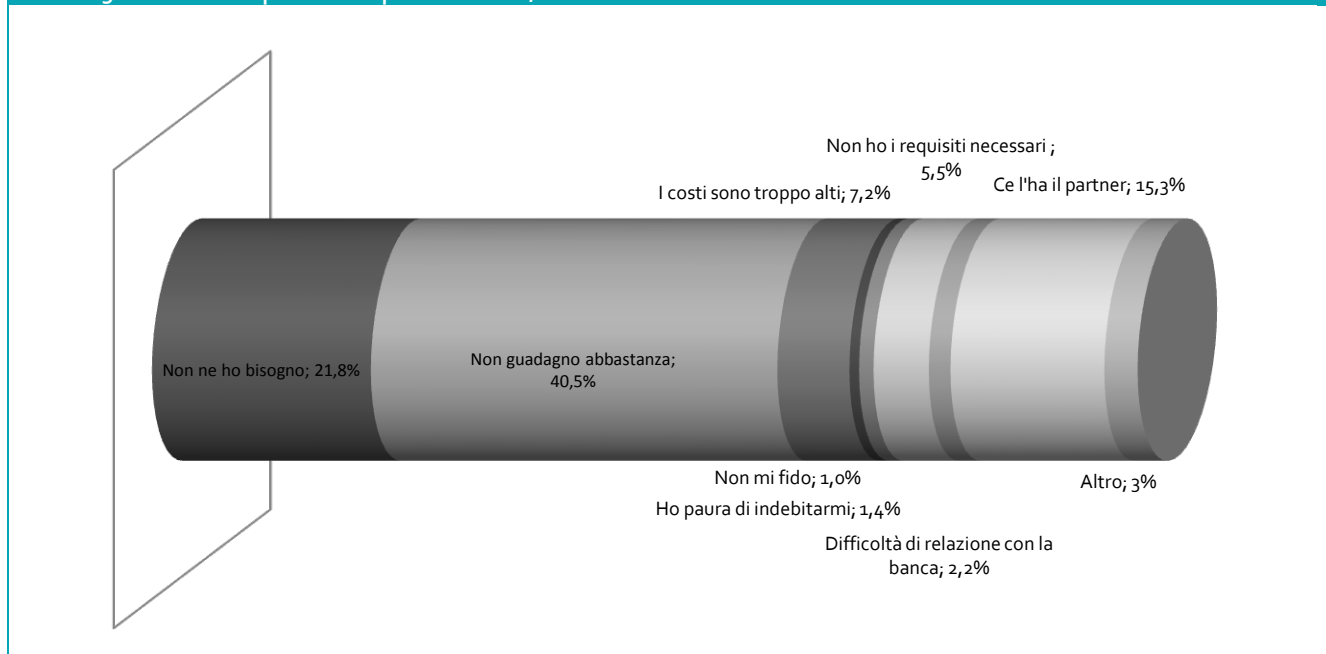 Non ho i requisiti necessari ;
5,5%
Ce l'ha il partner; 15,3%
I costi sono troppo alti; 7,2%
Non ne ho bisogno; 21,8%
Non guadagno abbastanza;
40,5%
Non mi fido; 1,0%
Altro; 3%
Ho paura di indebitarmi; 1,4%
Difficoltà di relazione con la
banca; 2,2%